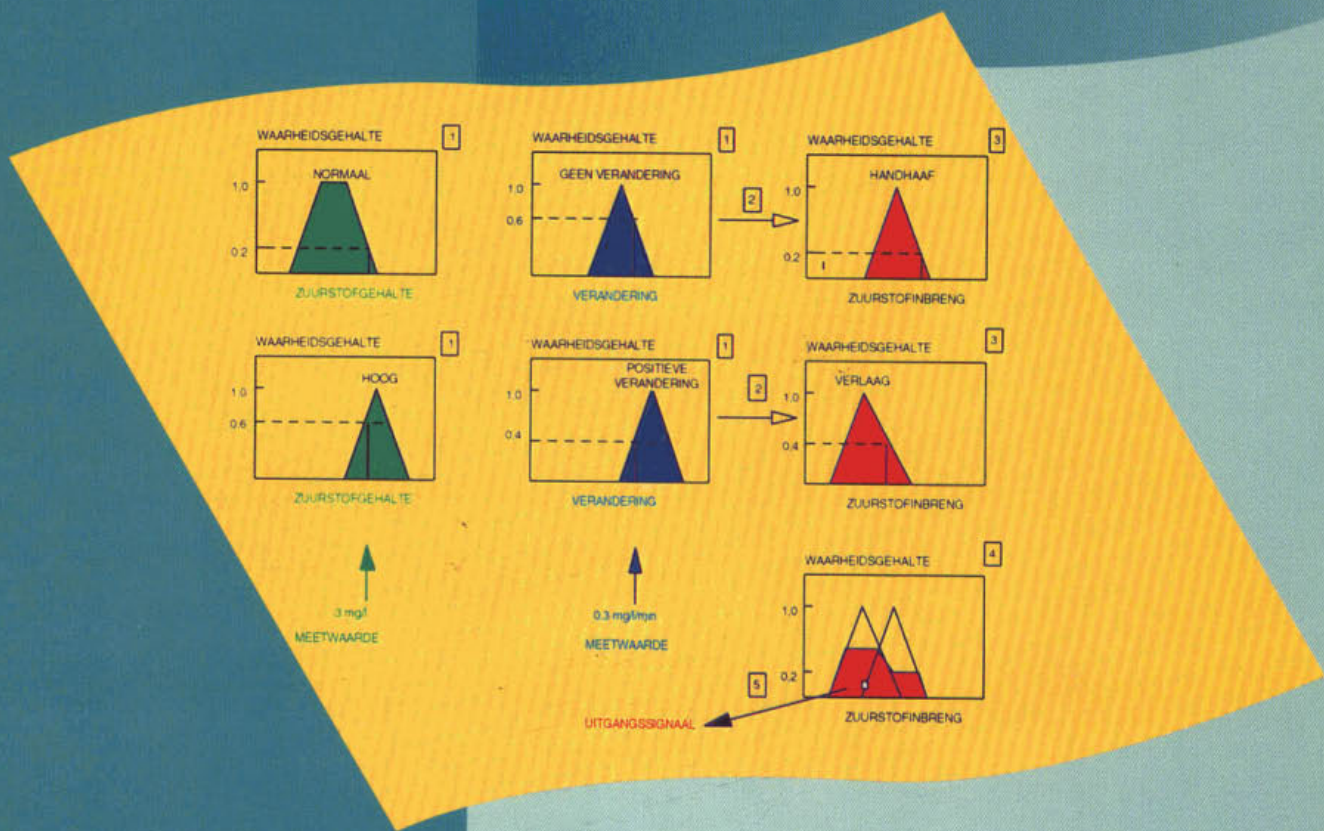 WAARHEIDSGEHALTE 1
NORMAAL
1,0
0.2
ZUURSTOFGEHALTE
WAARHEIDSGEHALTE 1
GEEN VERANDERING
1.0
0.6
VERANDERING
2
WAARHEIDSGEHALTE 3
HANDHAAF
1,0
0,2
ZUURSTOFINBRENG
WAARHEIDSGEHALTE 1
HOOG
1.0
0.6
ZUURSTOFGEHALTE
WAARHEIDSGEHALTE 1
POSITIEVE
VERANDERING
1.0
0.4
VERANDERING
2
WAARHEIDSGEHALTE 3
VERLAAG
1,0
0,4
ZUURSTOFINBRENG
3 mg/l
MEETWAARDE
0.3 mg/l/min
MEETWAARDE
WAARHEIDSGEHALTE 4
1,0
0,2
ZUURSTOFINBRENG
5
UITGANGSSIGNAAL